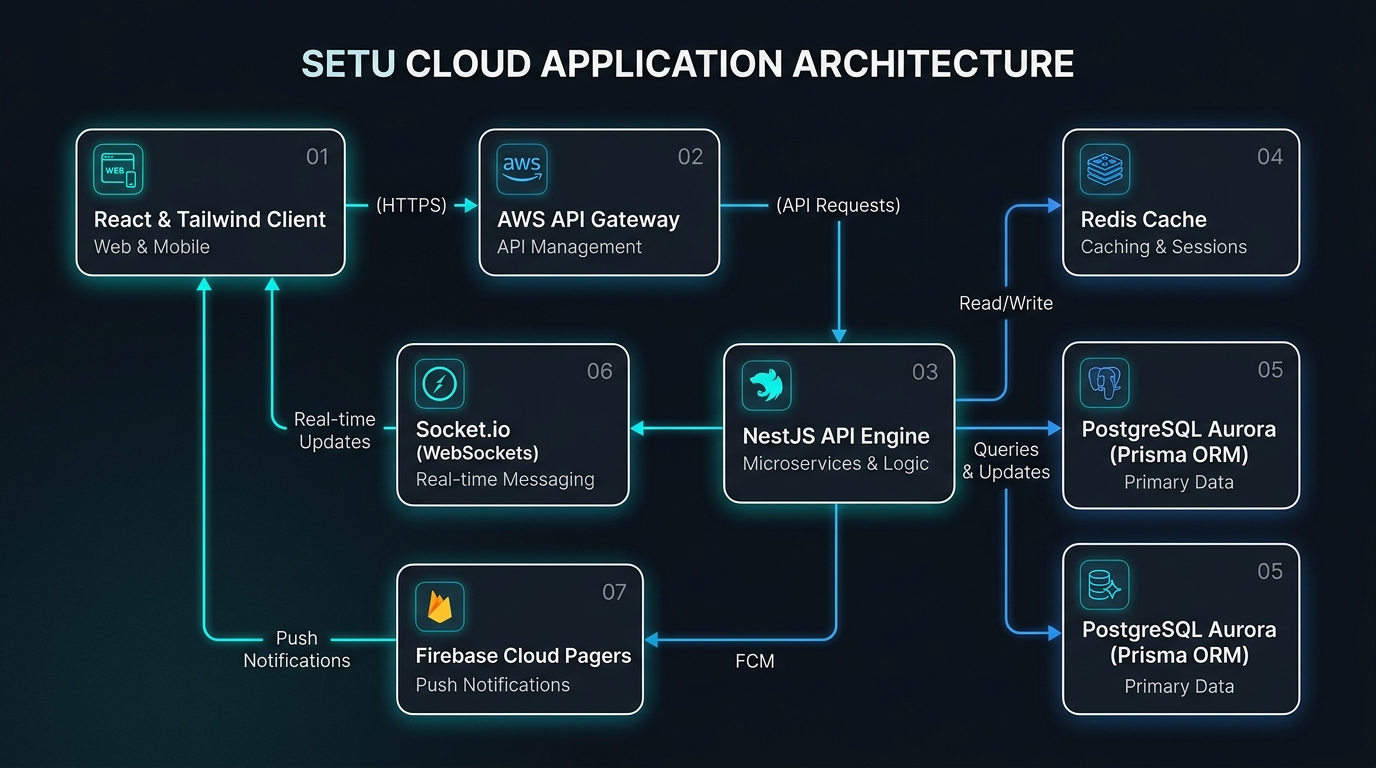 SETU CLOUD APPLICATION ARCHITECTURE
01
WEB
React & Tailwind Client
Web & Mobile
(HTTPS)
02
aws
AWS API Gateway
API Management
(API Requests)
04
Redis Cache
Caching & Sessions
Read/Write
03
NestJS API Engine
Microservices & Logic
06
Socket.io
(WebSockets)
Real-time Messaging
Real-time
Updates
Queries
& Updates
05
PostgreSQL Aurora
(Prisma ORM)
Primary Data
05
PostgreSQL Aurora
(Prisma ORM)
Primary Data
07
Firebase Cloud Pagers
Push Notifications
FCM
Push
Notifications